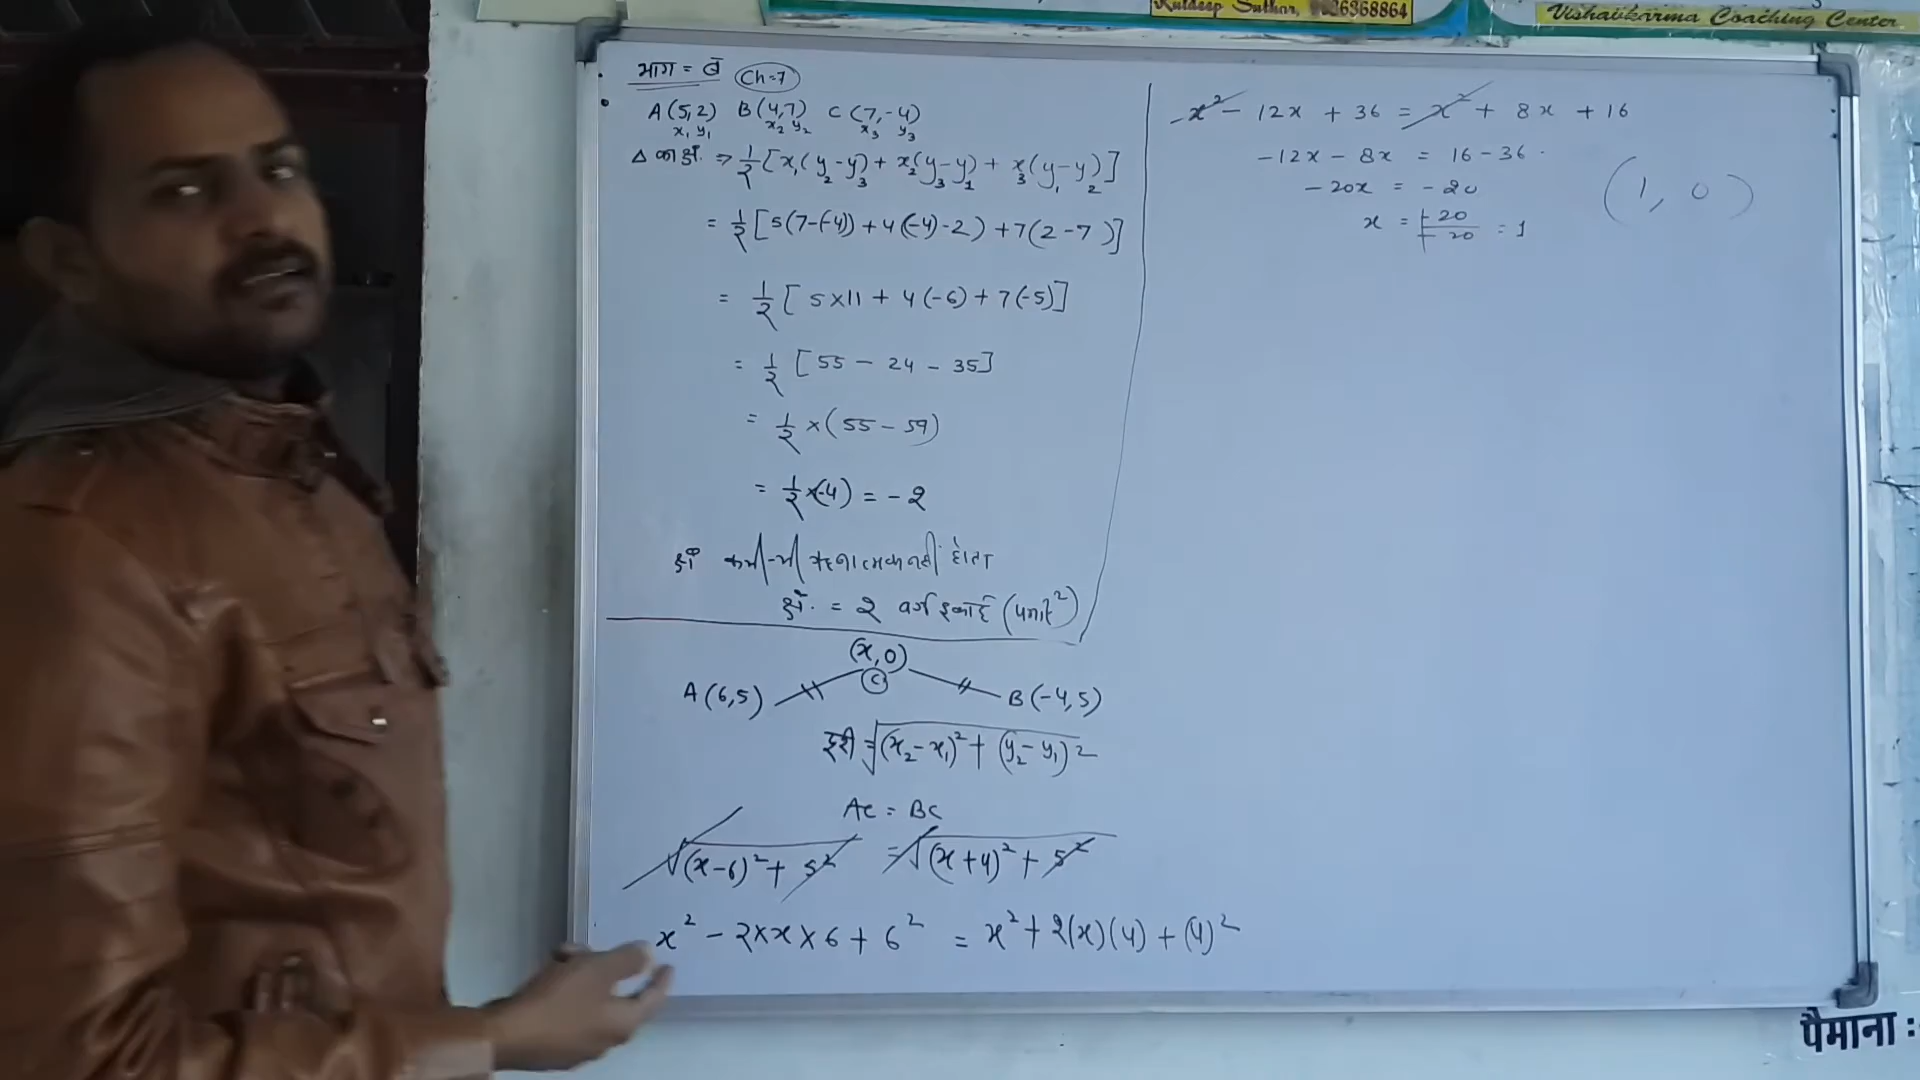 Kuldeep Suthar,
Vishavkarma Coaching Center
भाग = ब Ch-7
A (5,2) B (4,7) C (7,-4)
x₁ y₁ x₂ y₂ x₃ y₃
△ का क्षे. ⇒ 1/2 [x₁(y₂-y₃) + x₂(y₃-y₁) + x₃(y₁-y₂)]
= 1/2 [5(7-(-4)) + 4(-4)-2) + 7(2-7)]
= 1/2 [5×11 + 4(-6) + 7(-5)]
= 1/2 [55 - 24 - 35]
= 1/2 × (55 - 59)
= 1/2 × (-4) = -2
क्षे॰ कभी-भी ऋणात्मक नही होता
क्षे. = 2 वर्ग इकाई (यूनिट²)
(x,0)
C
A (6,5) B (-4,5)
दूरी = √(x₂-x₁)² + (y₂-y₁)²
AC = BC
√(x-6)² + 5² = √(x+4)² + 5²
x² - 2×x×6 + 6² = x² + 2(x)(4) + (4)²
x² - 12x + 36 = x² + 8x + 16
-12x - 8x = 16 - 36
-20x = -20
x = -20/-20 = 1
(1, 0)
पैमाना :